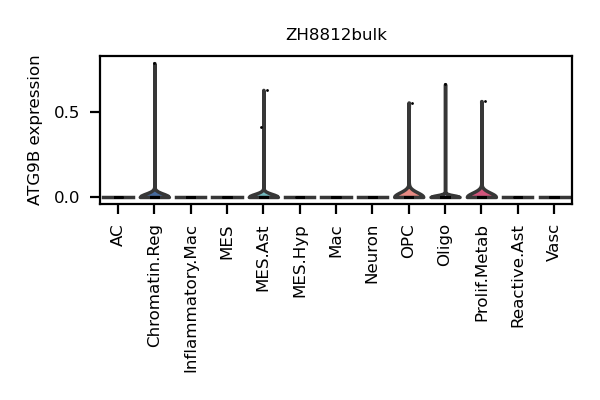 ZH8812bulk
ATG9B expression
0.5
0.0
AC
Chromatin.Reg
Inflammatory.Mac
MES
MES.Ast
MES.Hyp
Mac
Neuron
OPC
Oligo
Prolif.Metab
Reactive.Ast
Vasc